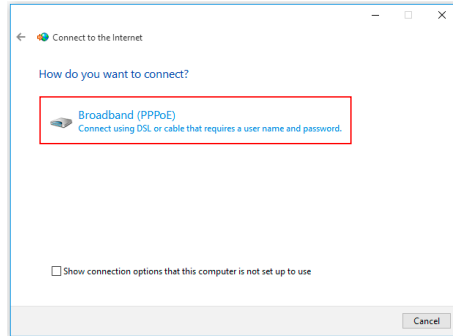 Connect to the Internet
How do you want to connect?
Broadband (PPPoE)
Connect using DSL or cable that requires a user name and password.
Show connection options that this computer is not set up to use
Cancel